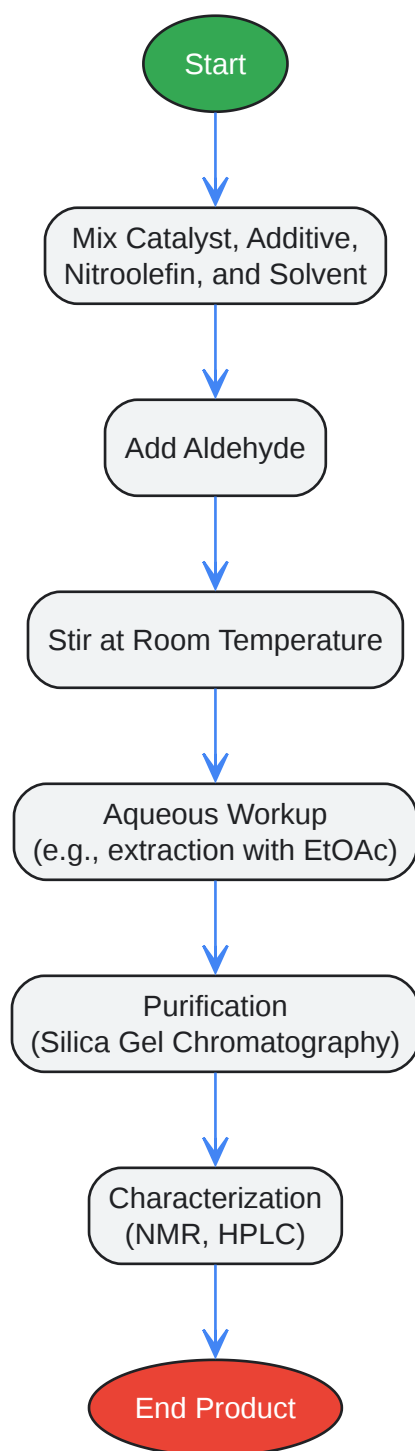 Start
Mix Catalyst, Additive,
Nitroolefin, and Solvent
Add Aldehyde
Stir at Room Temperature
Aqueous Workup
(e.g., extraction with EtOAc)
Purification
(Silica Gel Chromatography)
Characterization
(NMR, HPLC)
End Product